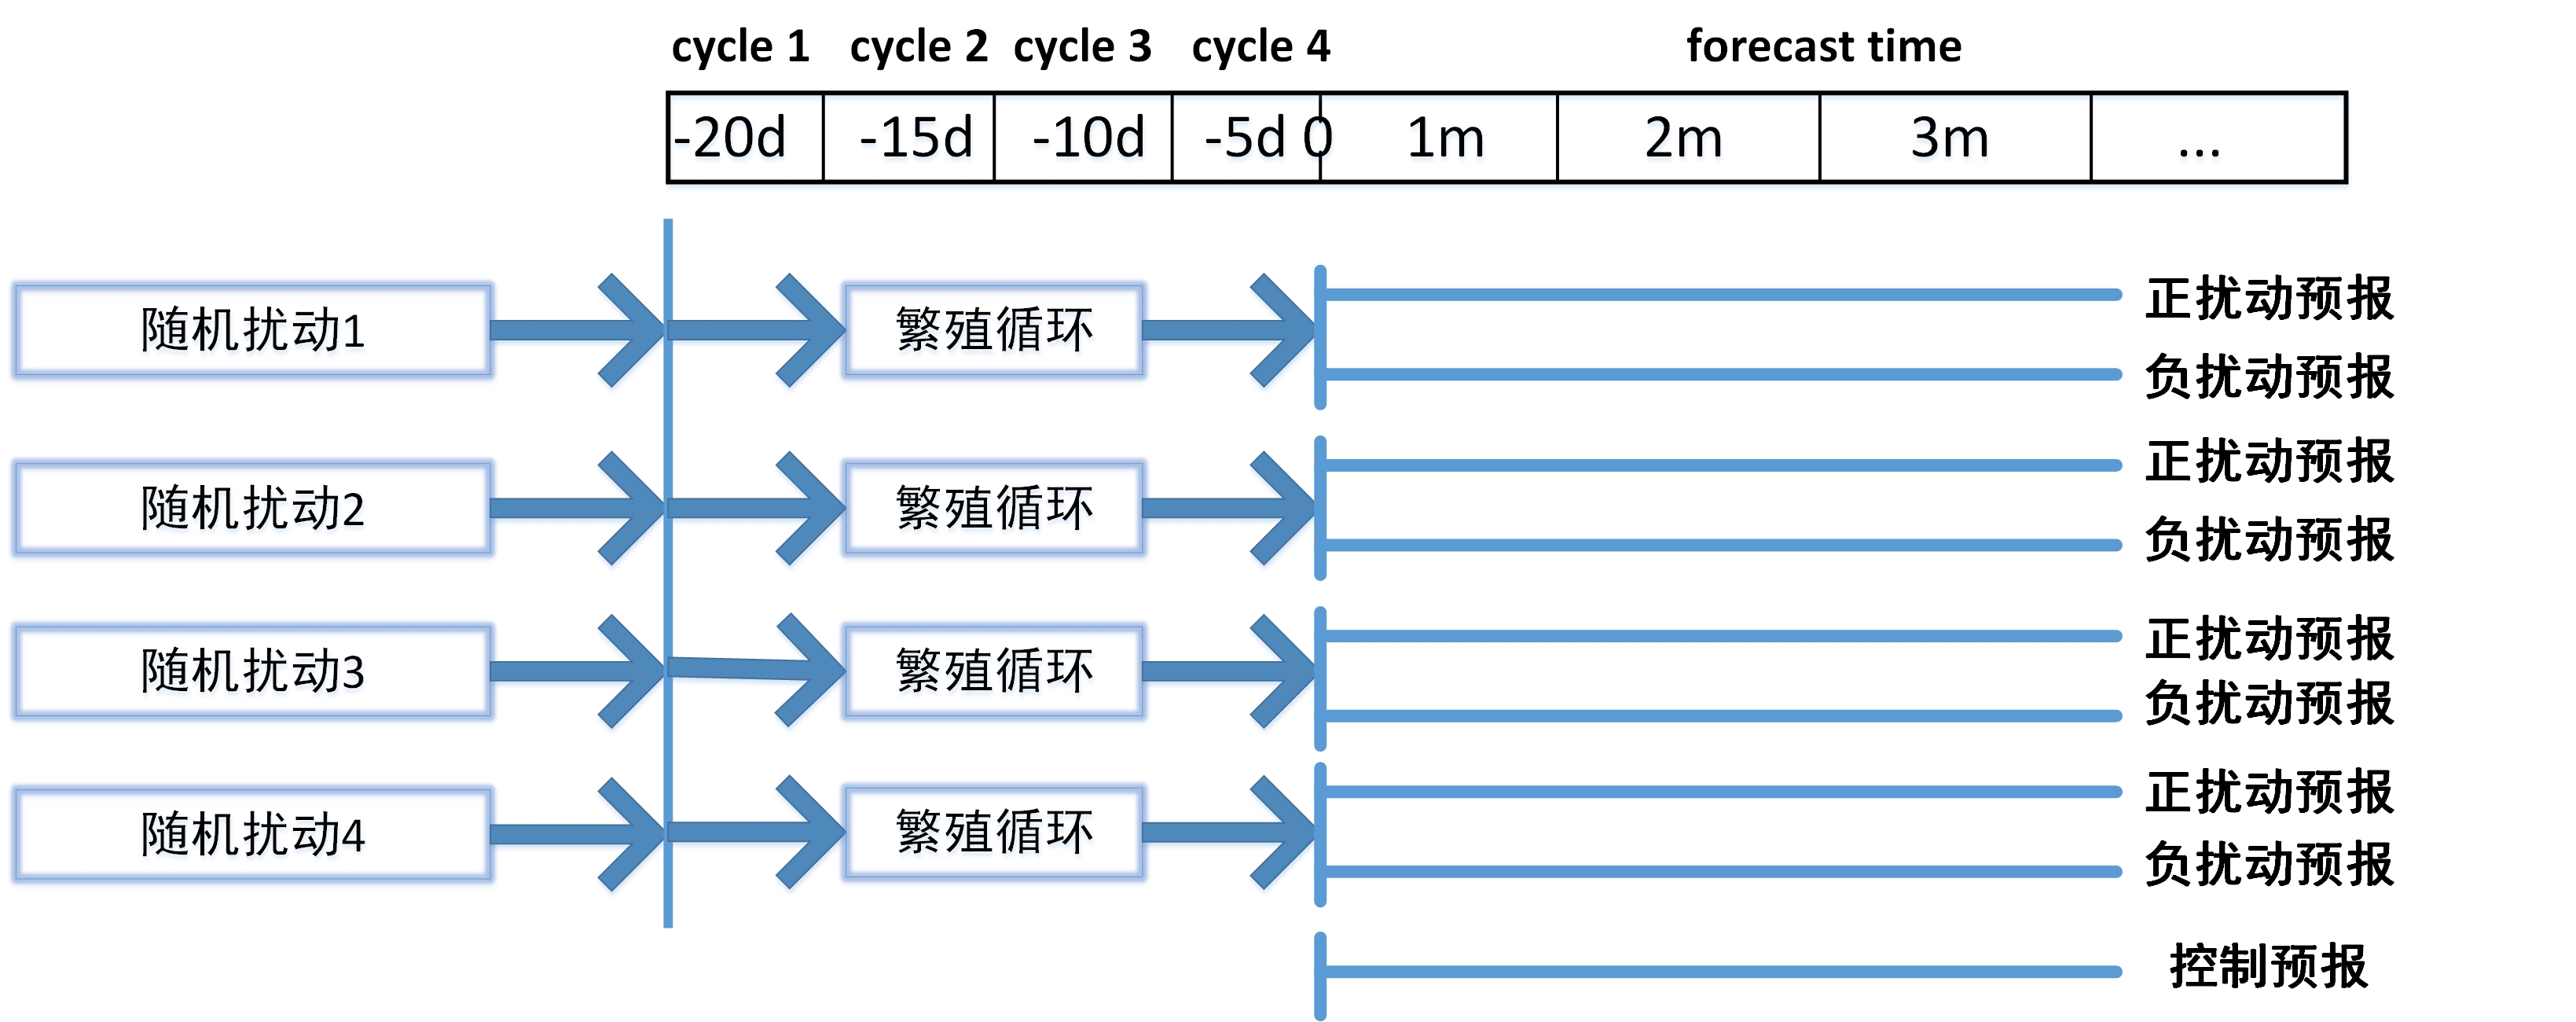 cycle 1 cycle 2 cycle 3 cycle 4 forecast time
-20d -15d -10d -5d 0 1m 2m 3m ...
随机扰动1 繁殖循环 正扰动预报
负扰动预报
随机扰动2 繁殖循环 正扰动预报
负扰动预报
随机扰动3 繁殖循环 正扰动预报
负扰动预报
随机扰动4 繁殖循环 正扰动预报
负扰动预报
控制预报